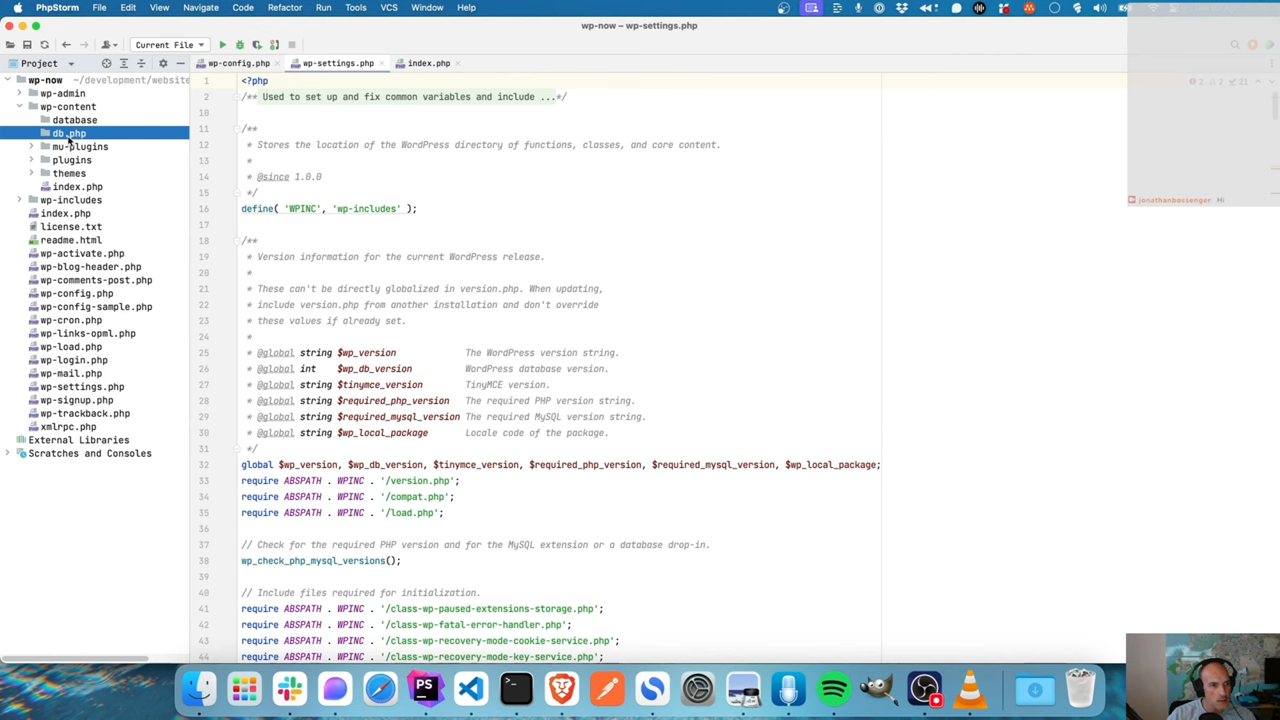 PhpStorm File Edit View Navigate Code Refactor Run Tools VCS Window Help
wp-now – wp-settings.php
Current File
Project
wp-config.php wp-settings.php index.php
wp-now ~/development/website
wp-admin
wp-content
database
db.php
mu-plugins
plugins
themes
index.php
wp-includes
index.php
license.txt
readme.html
wp-activate.php
wp-blog-header.php
wp-comments-post.php
wp-config.php
wp-config-sample.php
wp-cron.php
wp-links-opml.php
wp-load.php
wp-login.php
wp-mail.php
wp-settings.php
wp-signup.php
wp-trackback.php
xmlrpc.php
External Libraries
Scratches and Consoles
1 <?php
2 /** Used to set up and fix common variables and include ...*/
10
11 /**
12 * Stores the location of the WordPress directory of functions, classes, and core content.
13 *
14 * @since 1.0.0
15 */
16 define( 'WPINC', 'wp-includes' );
17
18 /**
19 * Version information for the current WordPress release.
20 *
21 * These can't be directly globalized in version.php. When updating,
22 * include version.php from another installation and don't override
23 * these values if already set.
24 *
25 * @global string $wp_version The WordPress version string.
26 * @global int $wp_db_version WordPress database version.
27 * @global string $tinymce_version TinyMCE version.
28 * @global string $required_php_version The required PHP version string.
29 * @global string $required_mysql_version The required MySQL version string.
30 * @global string $wp_local_package Locale code of the package.
31 */
32 global $wp_version, $wp_db_version, $tinymce_version, $required_php_version, $required_mysql_version, $wp_local_package;
33 require ABSPATH . WPINC . '/version.php';
34 require ABSPATH . WPINC . '/compat.php';
35 require ABSPATH . WPINC . '/load.php';
36
37 // Check for the required PHP version and for the MySQL extension or a database drop-in.
38 wp_check_php_mysql_versions();
39
40 // Include files required for initialization.
41 require ABSPATH . WPINC . '/class-wp-paused-extensions-storage.php';
42 require ABSPATH . WPINC . '/class-wp-fatal-error-handler.php';
43 require ABSPATH . WPINC . '/class-wp-recovery-mode-cookie-service.php';
44 require ABSPATH . WPINC . '/class-wp-recovery-mode-key-service.php';
2 2 21
jonathanbossenger: Hi
PS